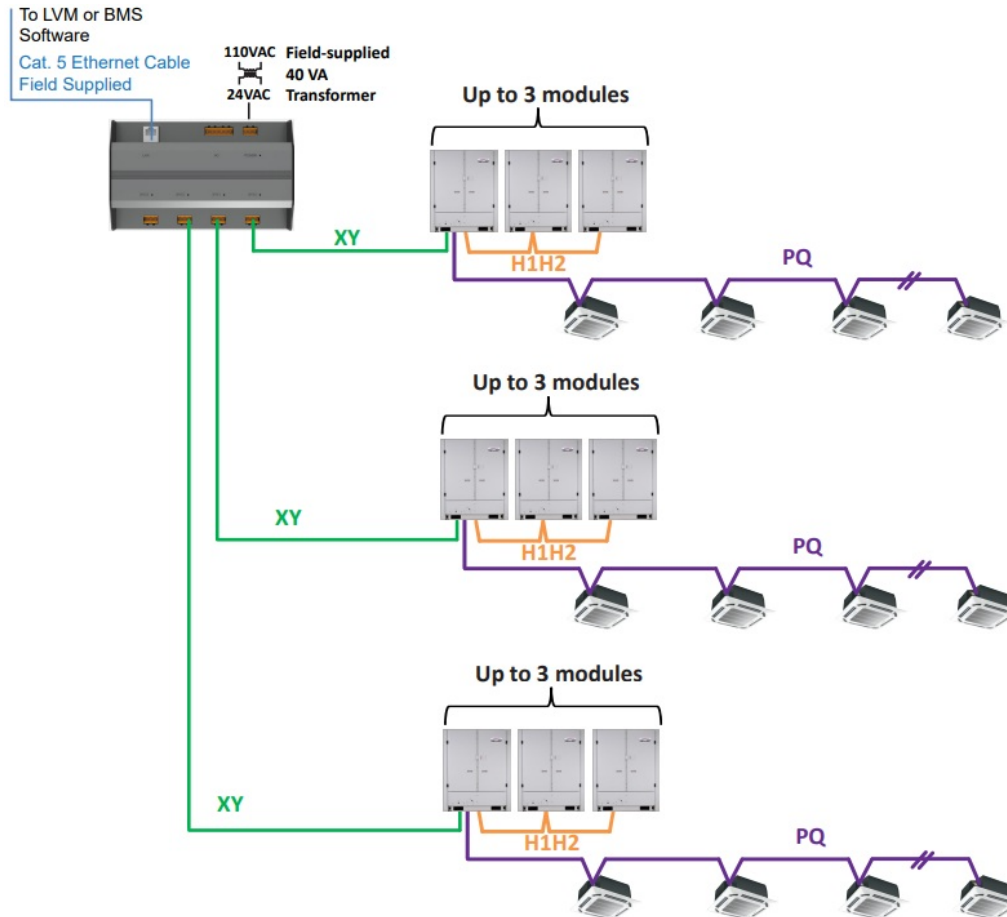 To LVM or BMS
Software
Cat. 5 Ethernet Cable
Field Supplied
110VAC Field-supplied
40 VA
24VAC Transformer
Up to 3 modules
XY
H1H2
PQ
Up to 3 modules
XY
H1H2
PQ
Up to 3 modules
XY
H1H2
PQ